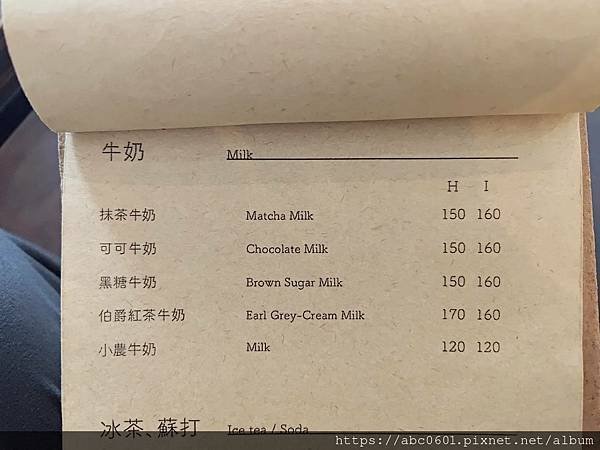 牛奶 Milk
H I
抹茶牛奶 Matcha Milk 150 160
可可牛奶 Chocolate Milk 150 160
黑糖牛奶 Brown Sugar Milk 150 160
伯爵紅茶牛奶 Earl Grey-Cream Milk 170 160
小農牛奶 Milk 120 120
冰茶、蘇打 Ice tea / Soda
https://abc0601.pixnet.net/album